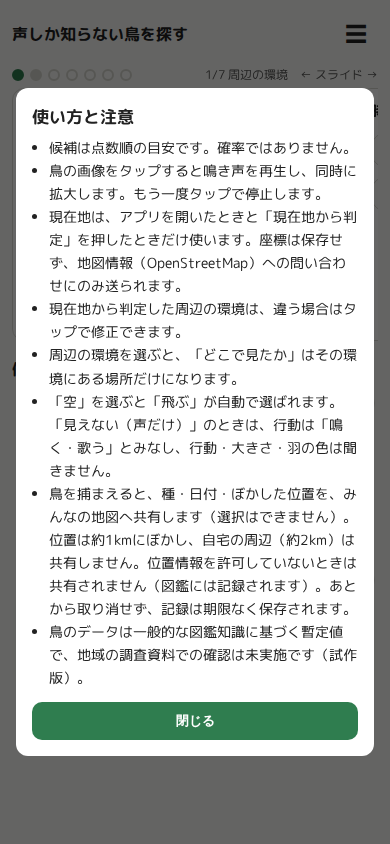 声しか知らない鳥を探す
1/7 周辺の環境 ← スライド →
使い方と注意
• 候補は点数順の目安です。確率ではありません。
• 鳥の画像をタップすると鳴き声を再生し、同時に
拡大します。もう一度タップで停止します。
• 現在地は、アプリを開いたときと「現在地から判
定」を押したときだけ使います。座標は保存せ
ず、地図情報（OpenStreetMap）への問い合わ
せにのみ送られます。
• 現在地から判定した周辺の環境は、違う場合はタ
ップで修正できます。
• 周辺の環境を選ぶと、「どこで見たか」はその環
境にある場所だけになります。
• 「空」を選ぶと「飛ぶ」が自動で選ばれます。
「見えない（声だけ）」のときは、行動は「鳴
く・歌う」とみなし、行動・大きさ・羽の色は聞
きません。
• 鳥を捕まえると、種・日付・ぼかした位置を、み
んなの地図へ共有します（選択はできません）。
位置は約1kmにぼかし、自宅の周辺（約2km）は
共有しません。位置情報を許可していないときは
共有されません（図鑑には記録されます）。あと
から取り消せず、記録は期限なく保存されます。
• 鳥のデータは一般的な図鑑知識に基づく暫定値
で、地域の調査資料での確認は未実施です（試作
版）。
閉じる